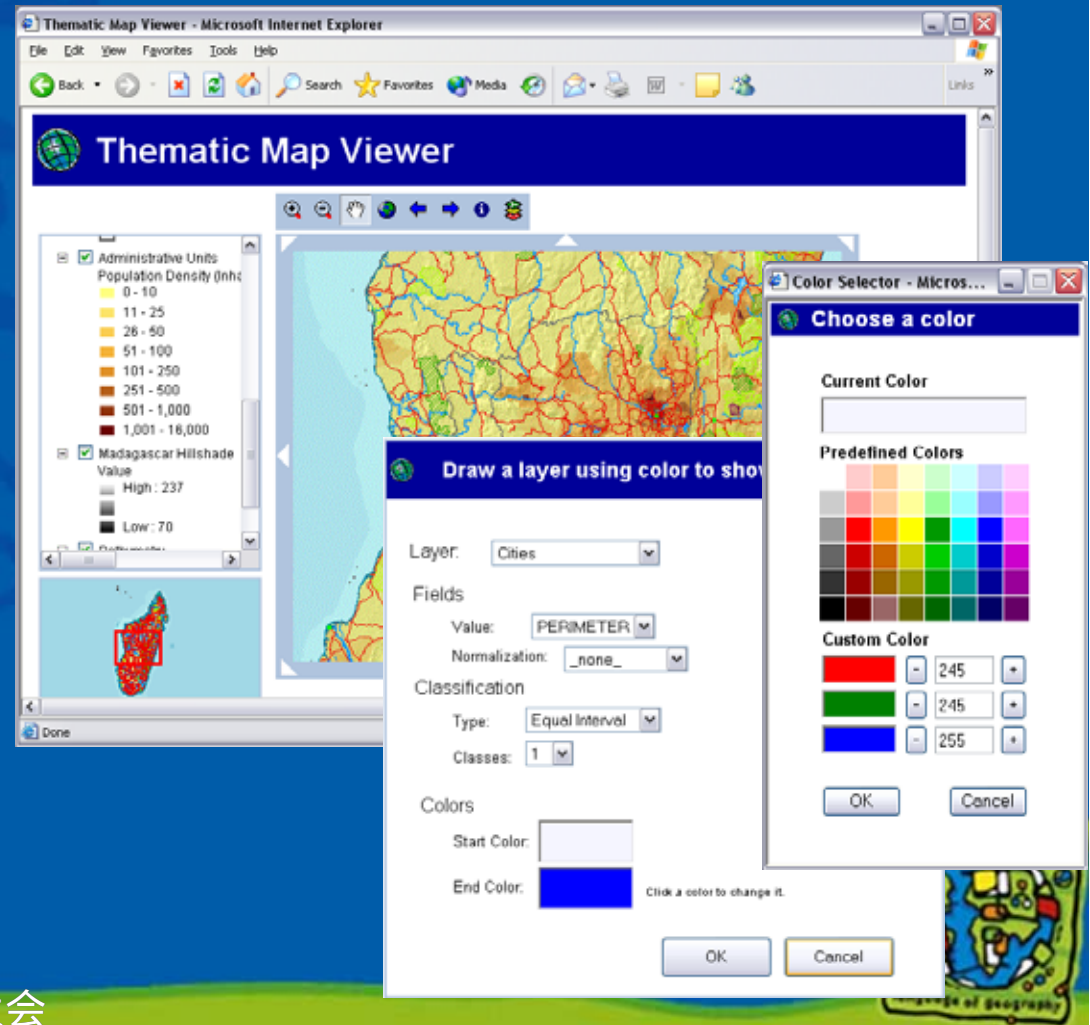 Thematic Map Viewer - Microsoft Internet Explorer
File Edit View Favorites Tools Help
Back Search Favorites Media Links
Thematic Map Viewer
Administrative Units
Population Density (Inha
0 - 10
11 - 25
26 - 50
51 - 100
101 - 250
251 - 500
501 - 1,000
1,001 - 16,000
Madagascar Hillshade
Value
High : 237
Low : 70
Done
Draw a layer using color to sho
Layer: Cities
Fields
Value: PERIMETER
Normalization: _none_
Classification
Type: Equal Interval
Classes: 1
Colors
Start Color:
End Color:
Click a color to change it.
OK Cancel
Color Selector - Micros...
Choose a color
Current Color
Predefined Colors
Custom Color
- 245 +
- 245 +
- 255 +
OK Cancel
会
of Geography